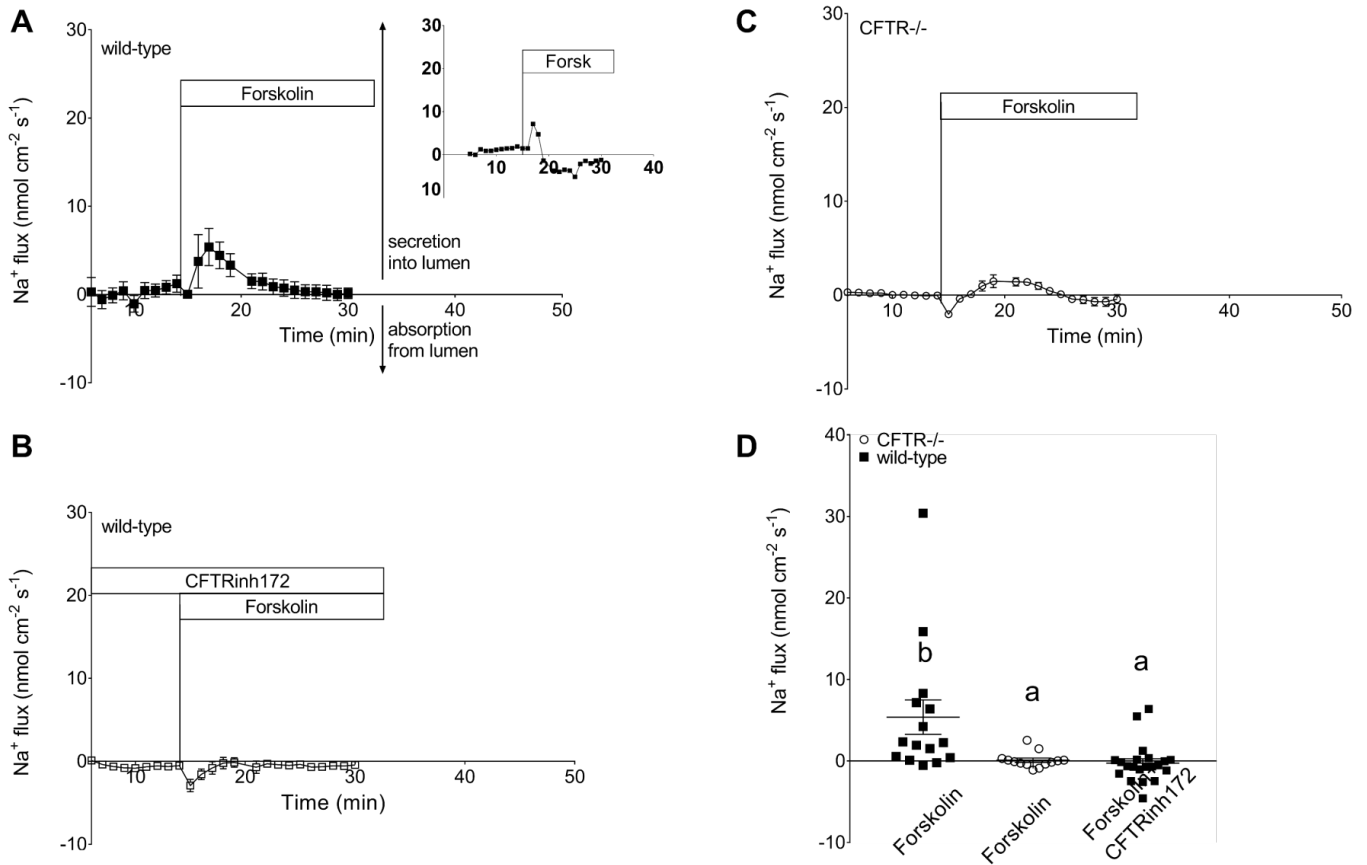 A
wild-type
Na⁺ flux (nmol cm⁻² s⁻¹)
30
20
10
0
-10
Forskolin
20
30
40
50
Time (min)
secretion
into lumen
absorption
from lumen
30
20
10
0
10
Forsk
10
20
30
40
B
wild-type
Na⁺ flux (nmol cm⁻² s⁻¹)
30
20
10
0
-10
CFTRinh172
Forskolin
10
20
30
40
50
Time (min)
C
CFTR-/-
Na⁺ flux (nmol cm⁻² s⁻¹)
30
20
10
0
-10
Forskolin
10
20
30
40
50
Time (min)
D
CFTR-/-
wild-type
Na⁺ flux (nmol cm⁻² s⁻¹)
40
30
20
10
0
-10
b
a
a
Forskolin
Forskolin
Forskolin+
CFTRinh172